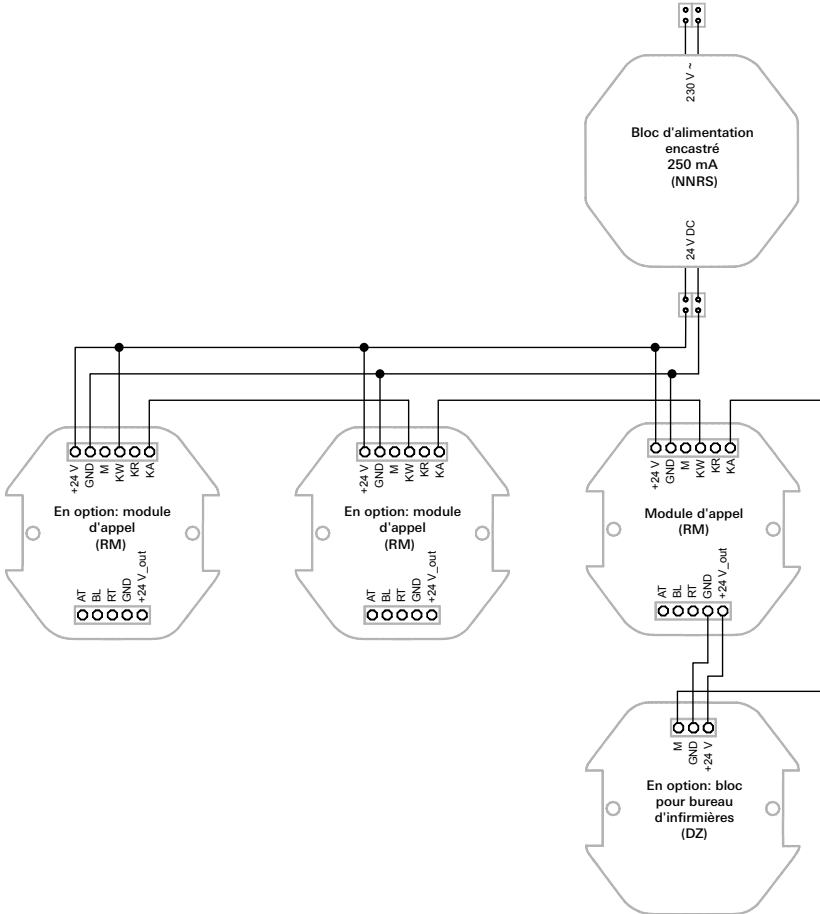 230 V ~
Bloc d'alimentation
encastré
250 mA
(NNRS)
24 V DC
+24 V
GND
M
KW
KR
KA
En option: module
d'appel
(RM)
AT
BL
RT
GND
+24 V_out
+24 V
GND
M
KW
KR
KA
En option: module
d'appel
(RM)
AT
BL
RT
GND
+24 V_out
+24 V
GND
M
KW
KR
KA
Module d'appel
(RM)
AT
BL
RT
GND
+24 V_out
M
GND
+24 V
En option: bloc
pour bureau
d'infirmières
(DZ)